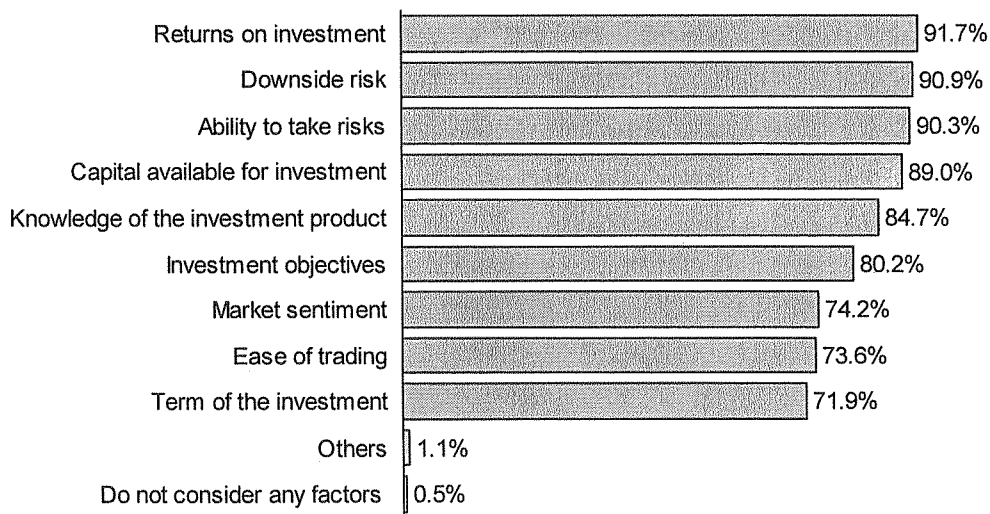 Returns on investment 91.7%
Downside risk 90.9%
Ability to take risks 90.3%
Capital available for investment 89.0%
Knowledge of the investment product 84.7%
Investment objectives 80.2%
Market sentiment 74.2%
Ease of trading 73.6%
Term of the investment 71.9%
Others 1.1%
Do not consider any factors 0.5%